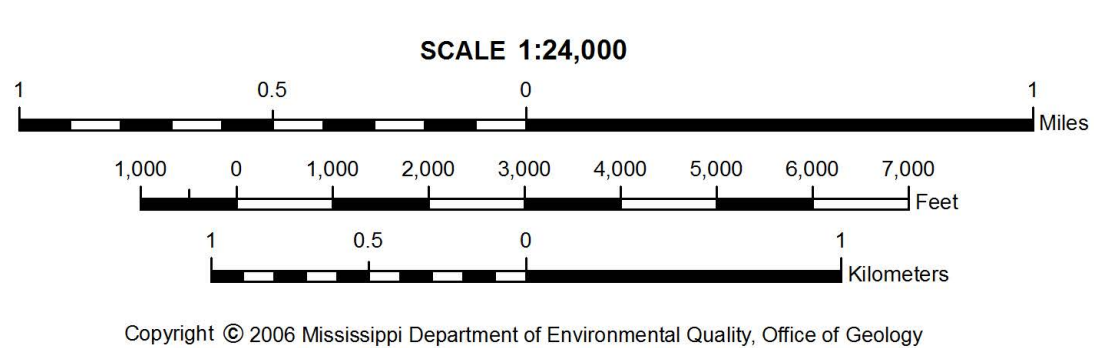 SCALE 1:24,000
1 0.5 0 1
Miles
1,000 0 1,000 2,000 3,000 4,000 5,000 6,000 7,000
Feet
1 0.5 0 1
Kilometers
Copyright © 2006 Mississippi Department of Environmental Quality, Office of Geology